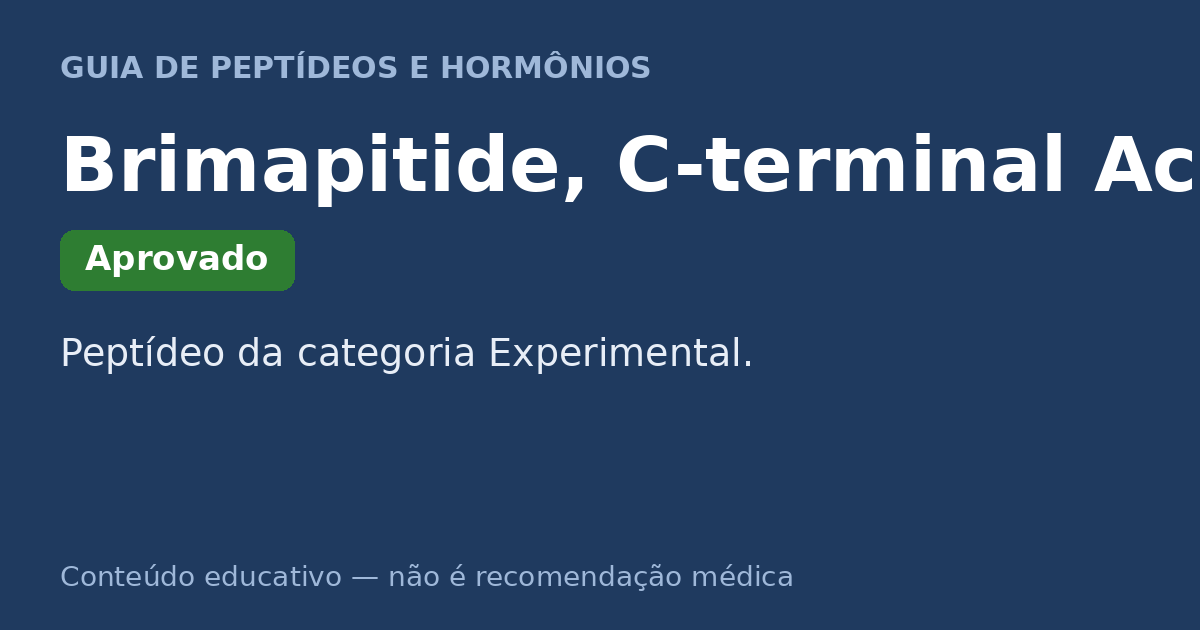 GUIA DE PEPTÍDEOS E HORMÔNIOS
Brimapitide, C-terminal Ac
Aprovado
Peptídeo da categoria Experimental.
Conteúdo educativo — não é recomendação médica